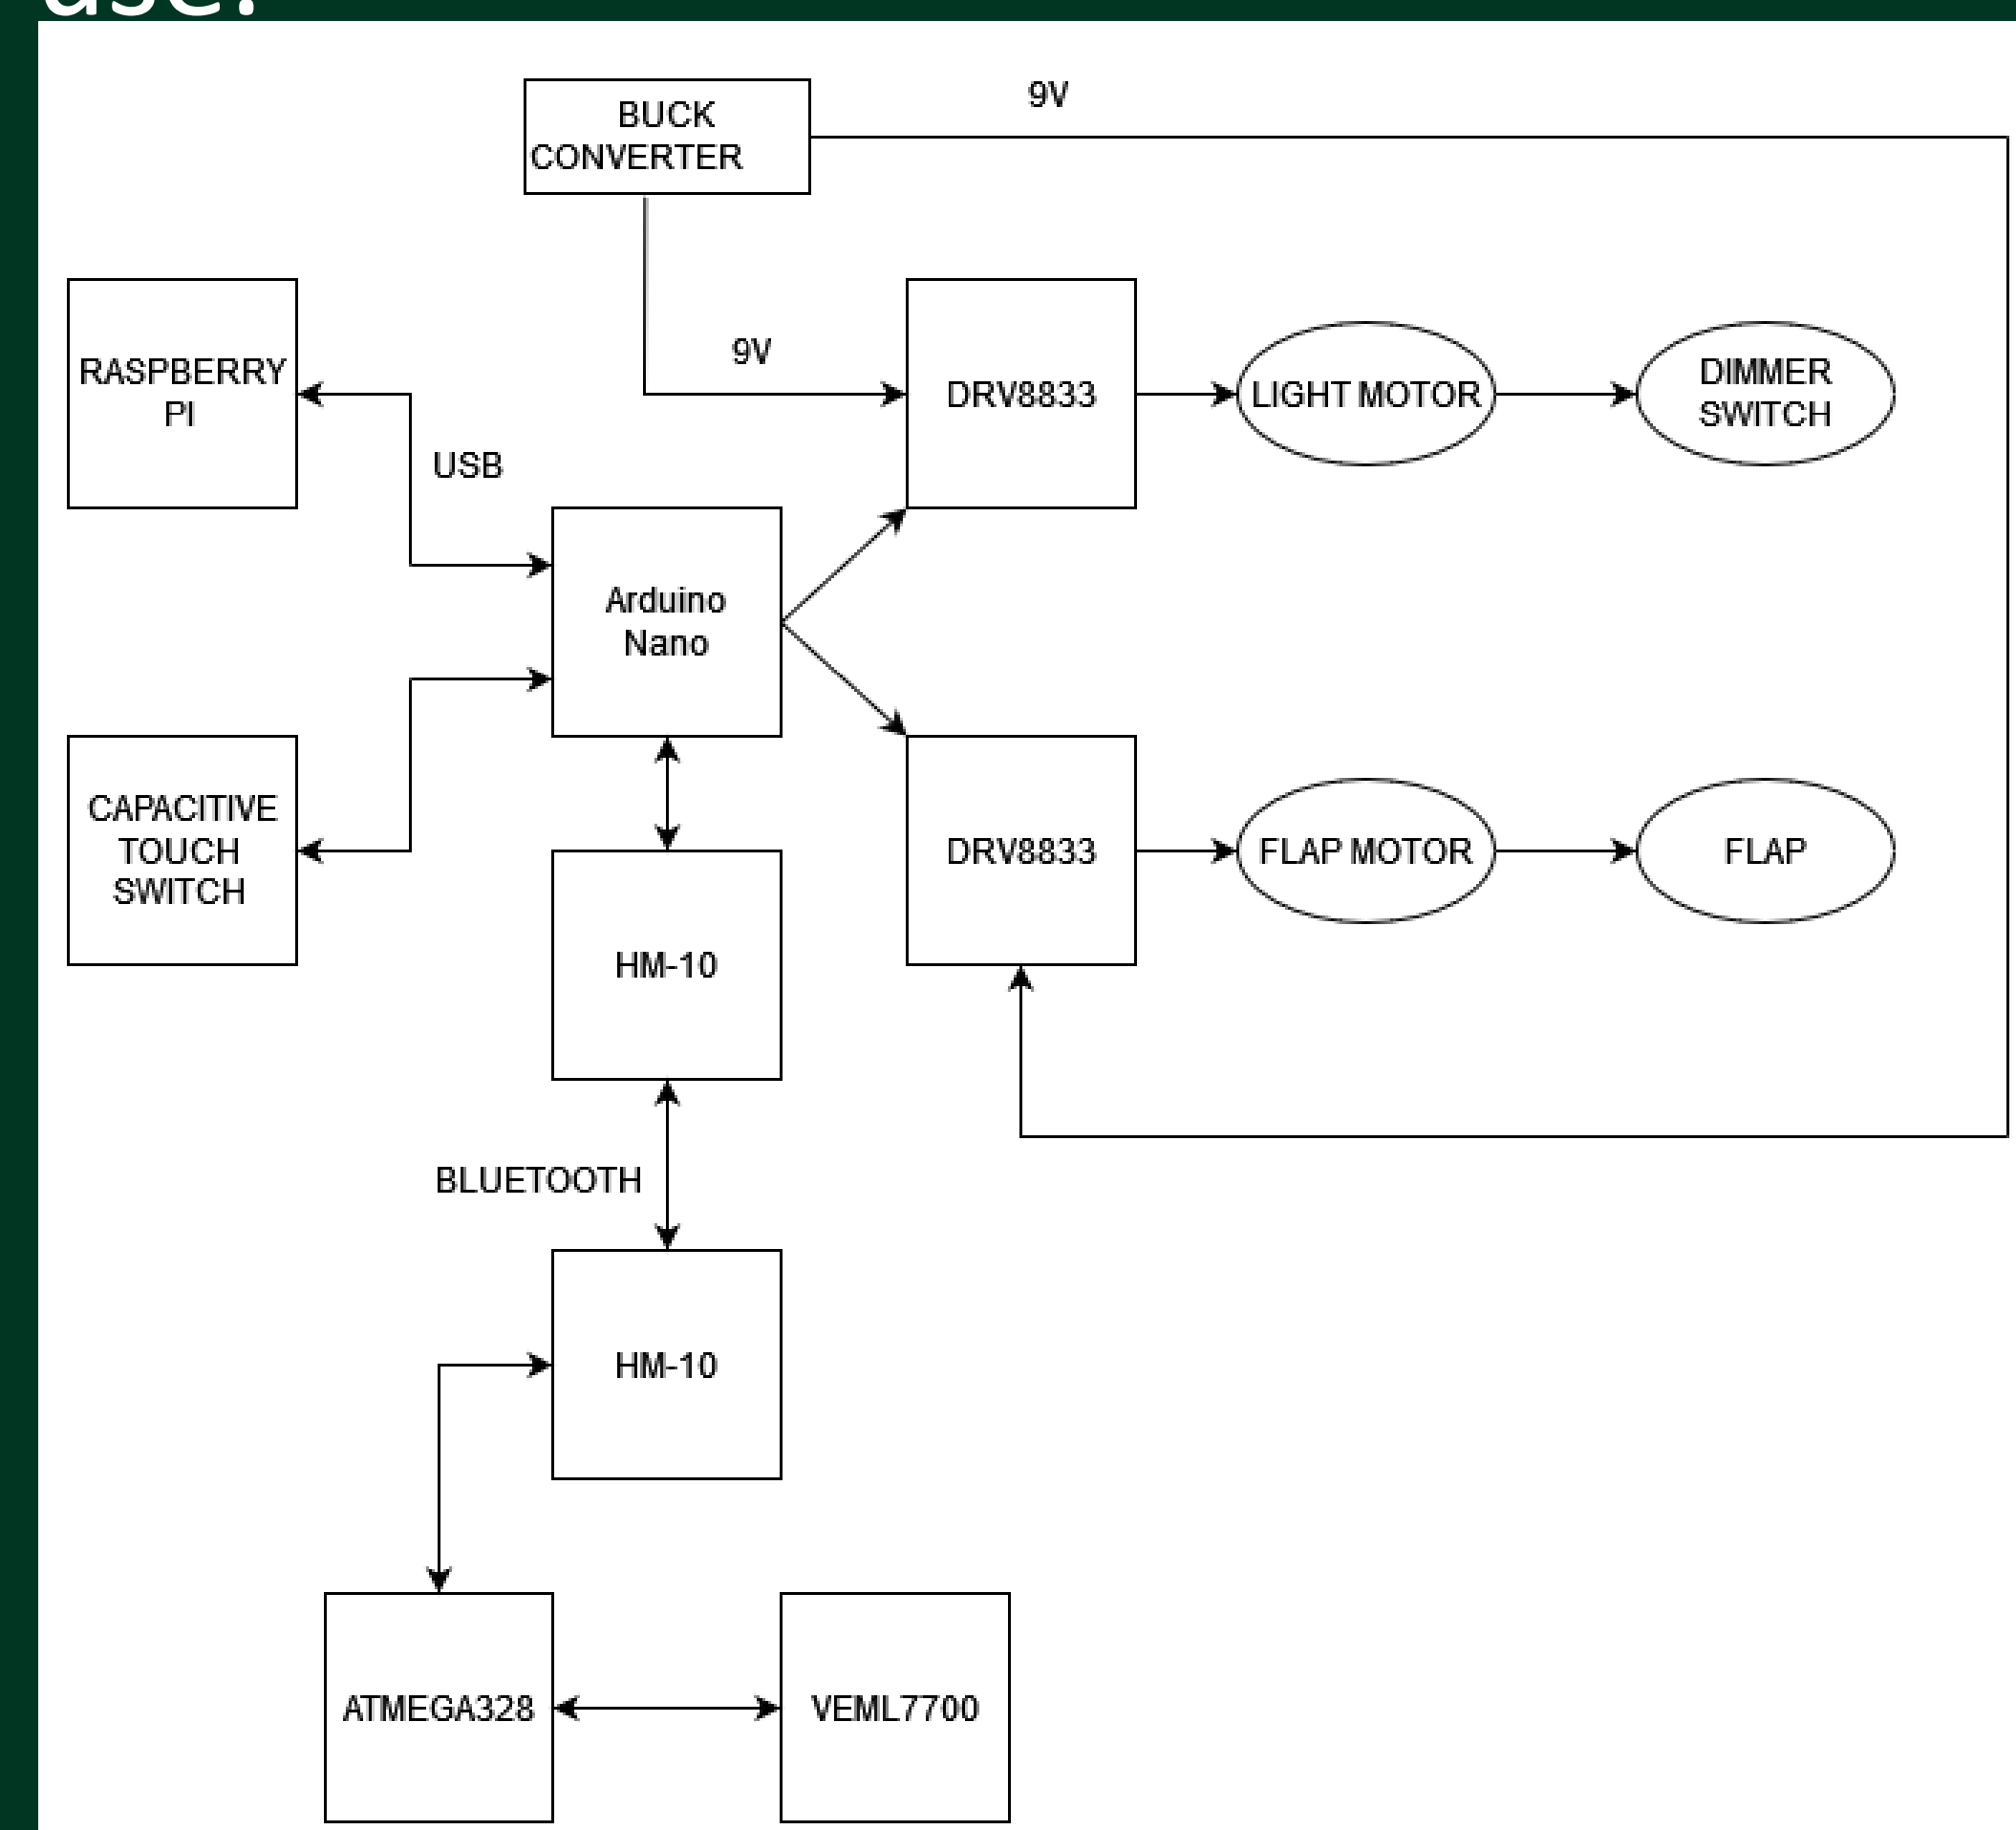 use.
BUCK
CONVERTER
9V
9V
RASPBERRY
PI
USB
DRV8833
LIGHT MOTOR
DIMMER
SWITCH
Arduino
Nano
CAPACITIVE
TOUCH
SWITCH
DRV8833
FLAP MOTOR
FLAP
HM-10
BLUETOOTH
HM-10
ATMEGA328
VEML7700